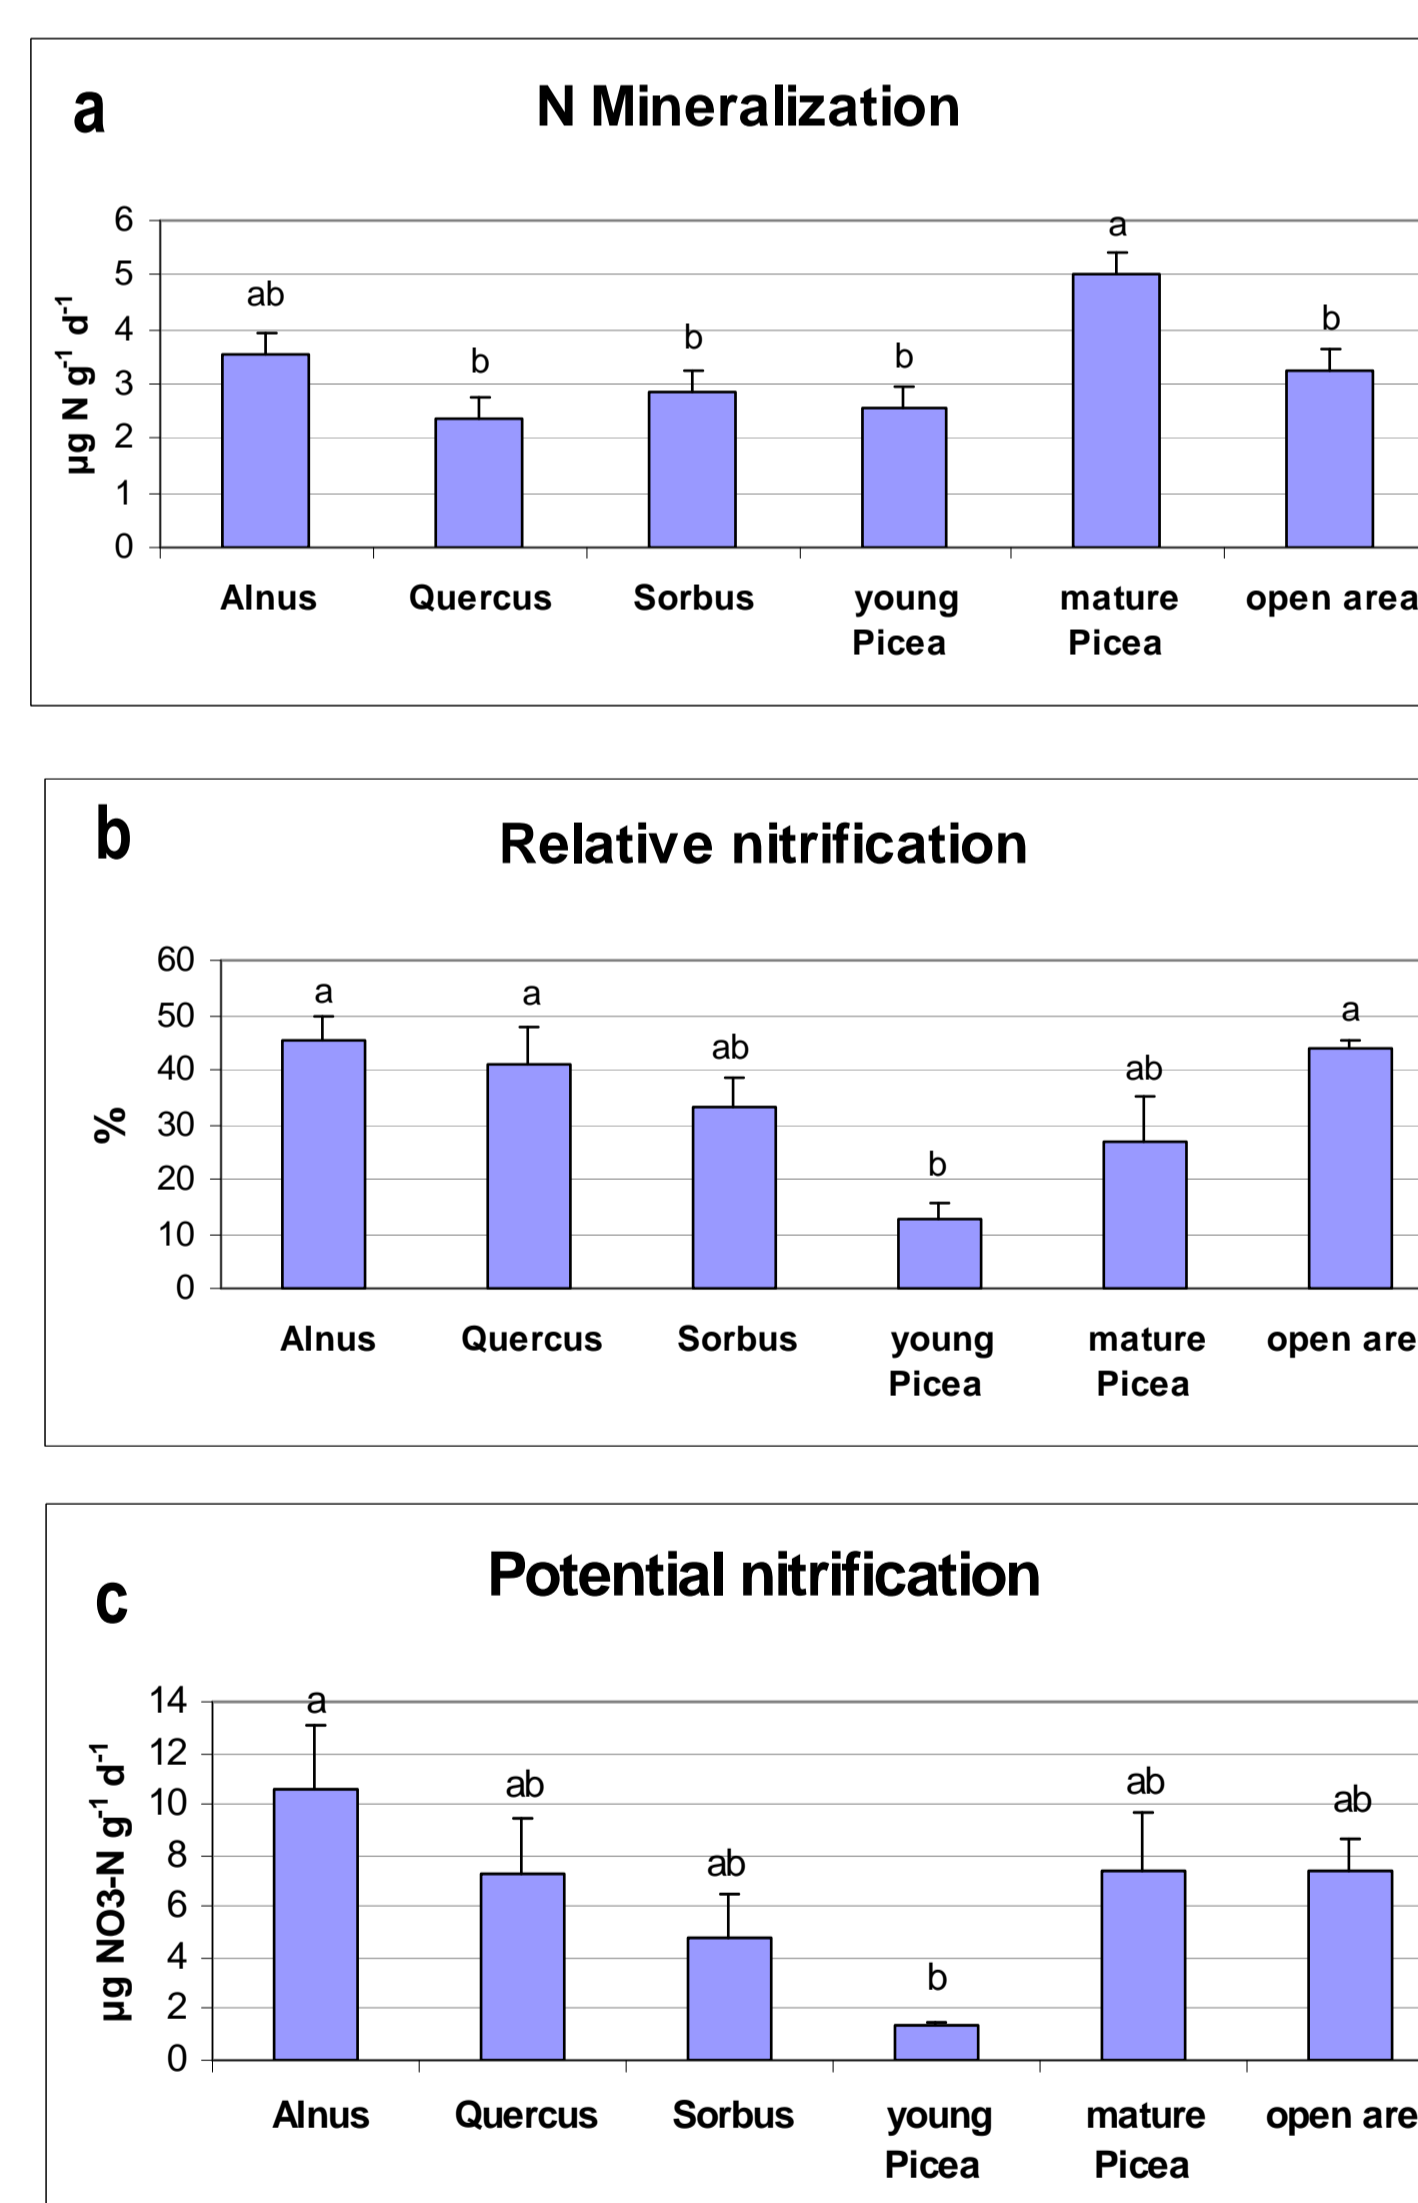 a
N Mineralization
6
5
4
3
2
1
0
µg N g⁻¹ d⁻¹
ab
b
b
b
a
b
Alnus Quercus Sorbus young Picea mature Picea open area
b
Relative nitrification
60
50
40
30
20
10
0
%
a
a
ab
b
ab
a
Alnus Quercus Sorbus young Picea mature Picea open are
c
Potential nitrification
14
12
10
8
6
4
2
0
µg NO3-N g⁻¹ d⁻¹
a
ab
ab
b
ab
ab
Alnus Quercus Sorbus young Picea mature Picea open are